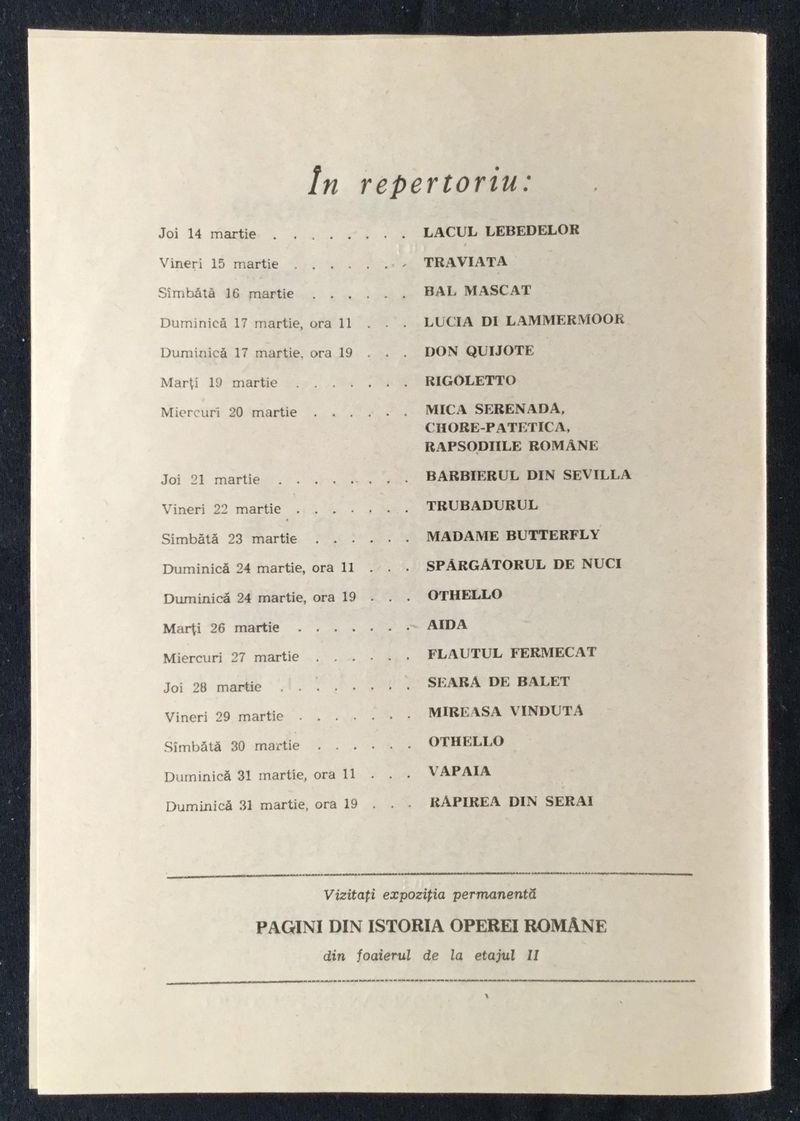 În repertoriu:
Joi 14 martie . . . . . . . . LACUL LEBEDELOR
Vineri 15 martie . . . . . . . TRAVIATA
Sîmbătă 16 martie . . . . . . BAL MASCAT
Duminică 17 martie, ora 11 . . . LUCIA DI LAMMERMOOR
Duminică 17 martie, ora 19 . . . DON QUIJOTE
Marți 19 martie . . . . . . . RIGOLETTO
Miercuri 20 martie . . . . . . MICA SERENADA,
CHORE-PATETICA,
RAPSODIILE ROMÂNE
Joi 21 martie . . . . . . . . BARBIERUL DIN SEVILLA
Vineri 22 martie . . . . . . . TRUBADURUL
Simbătă 23 martie . . . . . . MADAME BUTTERFLY
Duminică 24 martie, ora 11 . . . SPĂRGĂTORUL DE NUCI
Duminică 24 martie, ora 19 . . . OTHELLO
Marți 26 martie . . . . . . . AIDA
Miercuri 27 martie . . . . . . FLAUTUL FERMECAT
Joi 28 martie . . . . . . . . SEARA DE BALET
Vineri 29 martie . . . . . . . MIREASA VINDUTA
Sîmbătă 30 martie . . . . . . OTHELLO
Duminică 31 martie, ora 11 . . . VAPAIA
Duminică 31 martie, ora 19 . . . RĂPIREA DIN SERAI
Vizitați expoziția permanentă
PAGINI DIN ISTORIA OPEREI ROMÂNE
din foaierul de la etajul II